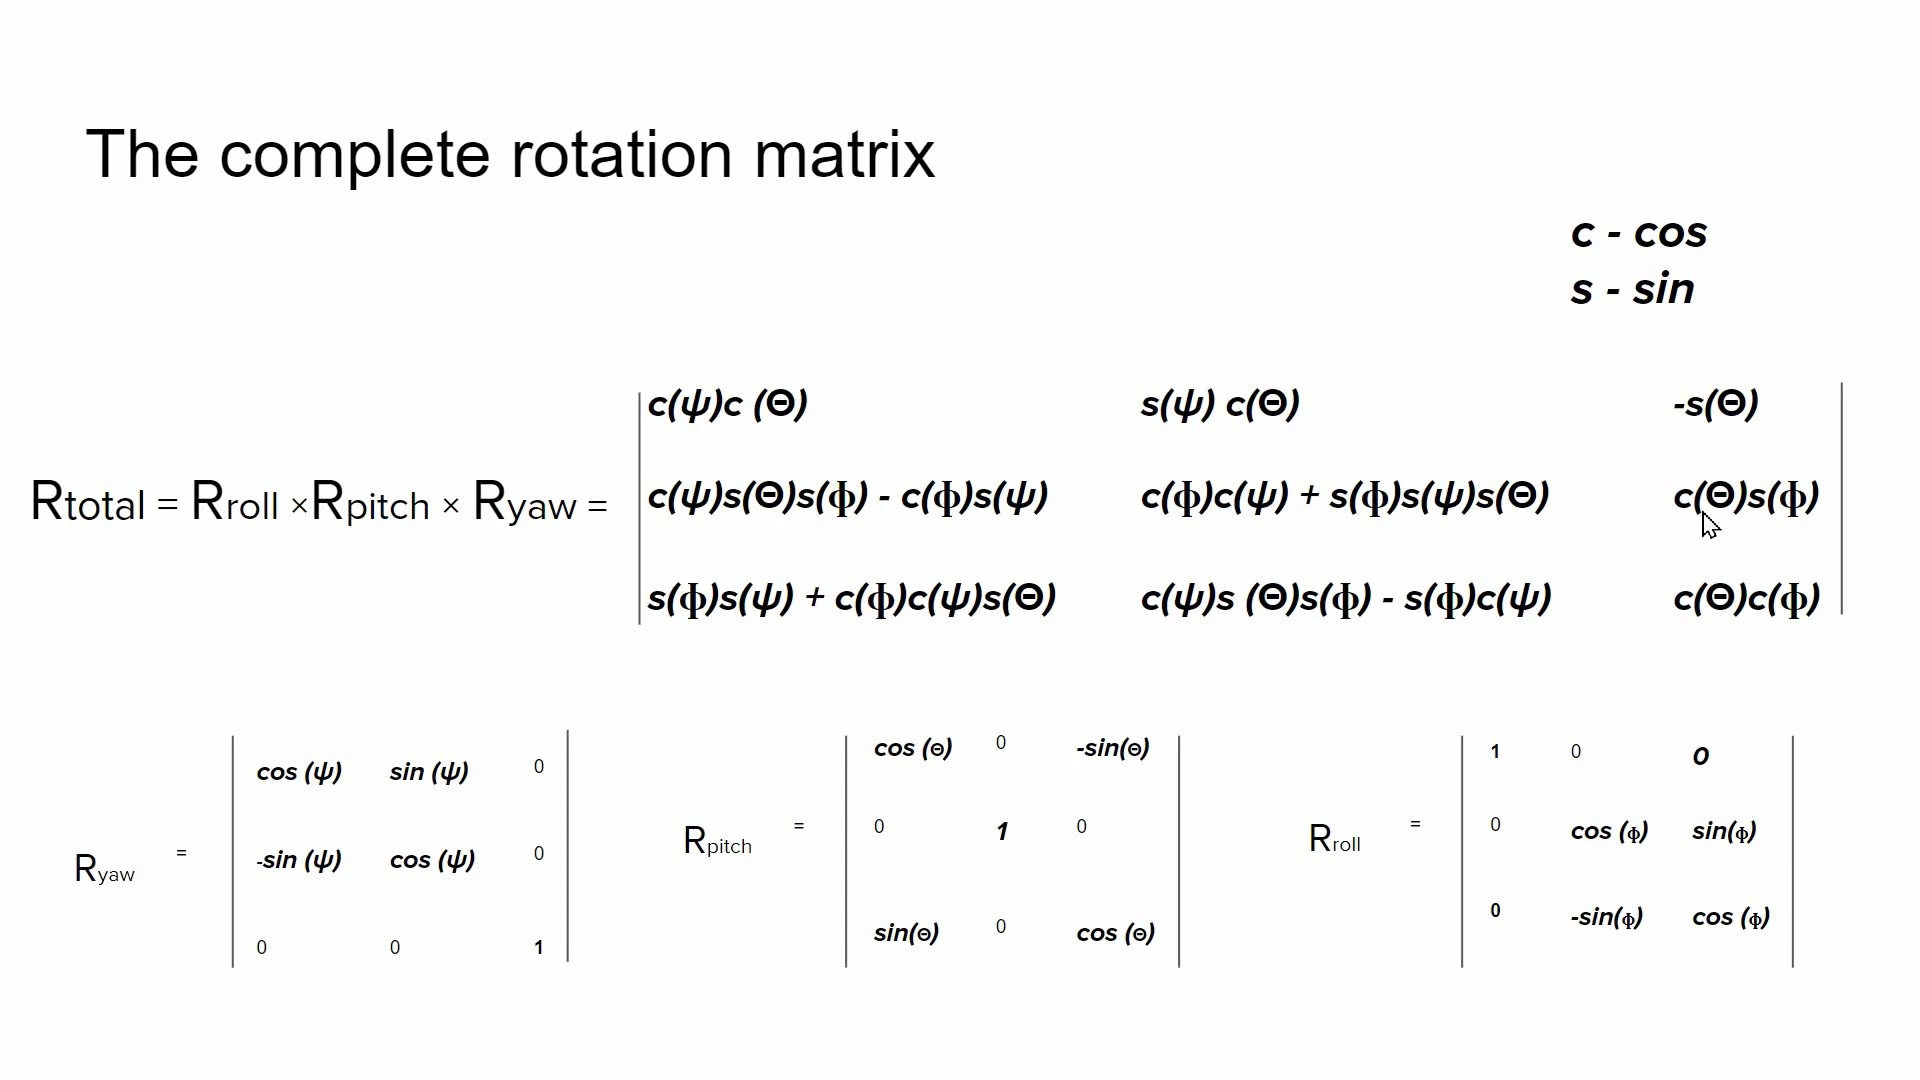 The complete rotation matrix
c - cos
s - sin
c(ψ)c (Θ) s(ψ) c(Θ) -s(Θ)
Rtotal = Rroll ×Rpitch × Ryaw = c(ψ)s(Θ)s(ϕ) - c(ϕ)s(ψ) c(ϕ)c(ψ) + s(ϕ)s(ψ)s(Θ) c(Θ)s(ϕ)
s(ϕ)s(ψ) + c(ϕ)c(ψ)s(Θ) c(ψ)s (Θ)s(ϕ) - s(ϕ)c(ψ) c(Θ)c(ϕ)
Ryaw =
cos (ψ) sin (ψ) 0
-sin (ψ) cos (ψ) 0
0 0 1
Rpitch =
cos (Θ) 0 -sin(Θ)
0 1 0
sin(Θ) 0 cos (Θ)
Rroll =
1 0 0
0 cos (ϕ) sin(ϕ)
0 -sin(ϕ) cos (ϕ)